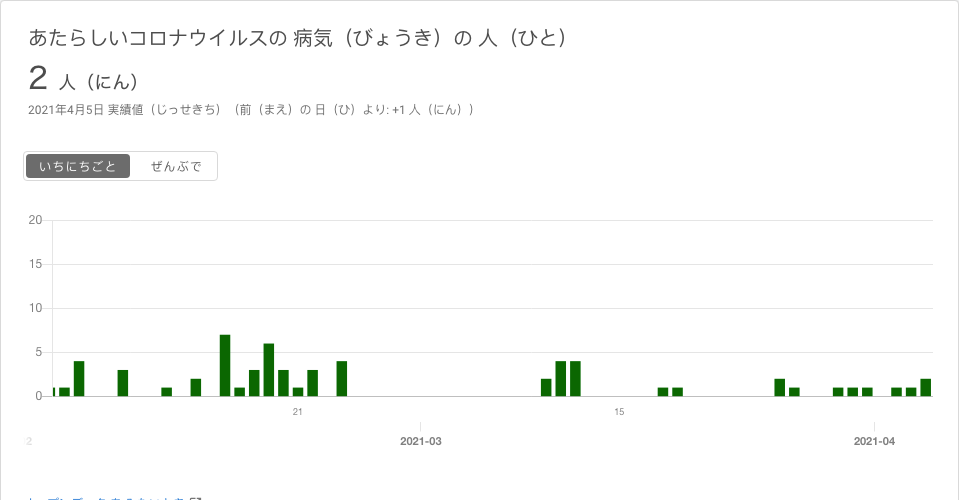 あたらしいコロナウイルスの 病気（びょうき）の 人（ひと）
2 人（にん）
2021年4月5日 実績値（じっせきち）（前（まえ）の 日（ひ）より: +1 人（にん））
いちにちごと ぜんぶで
20
15
10
5
0
21 15
2 2021-03 2021-04